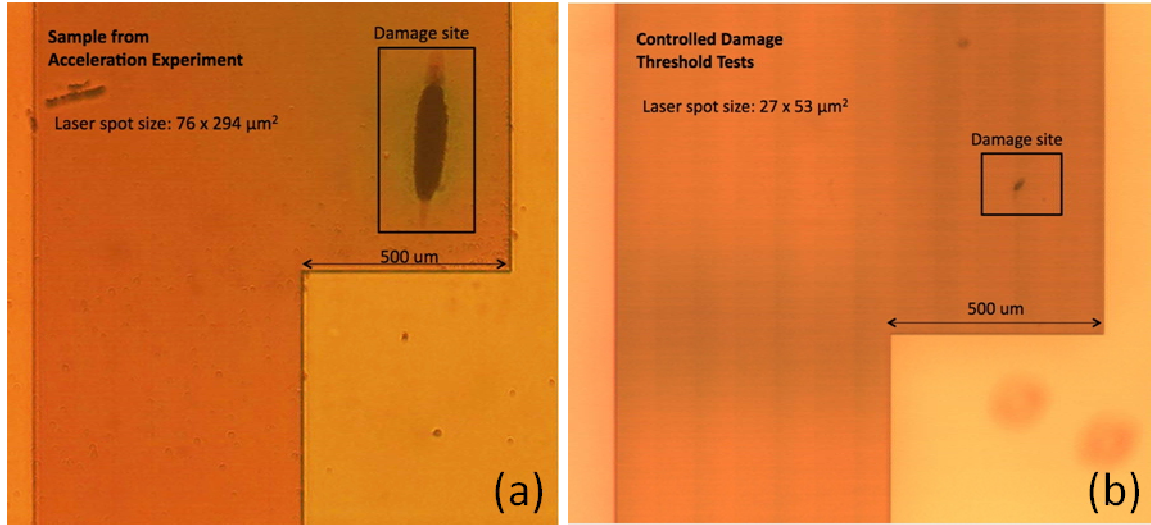 Sample from
Acceleration Experiment
Laser spot size: 76 x 294 µm²
Damage site
500 um
(a)
Controlled Damage
Threshold Tests
Laser spot size: 27 x 53 µm²
Damage site
500 um
(b)